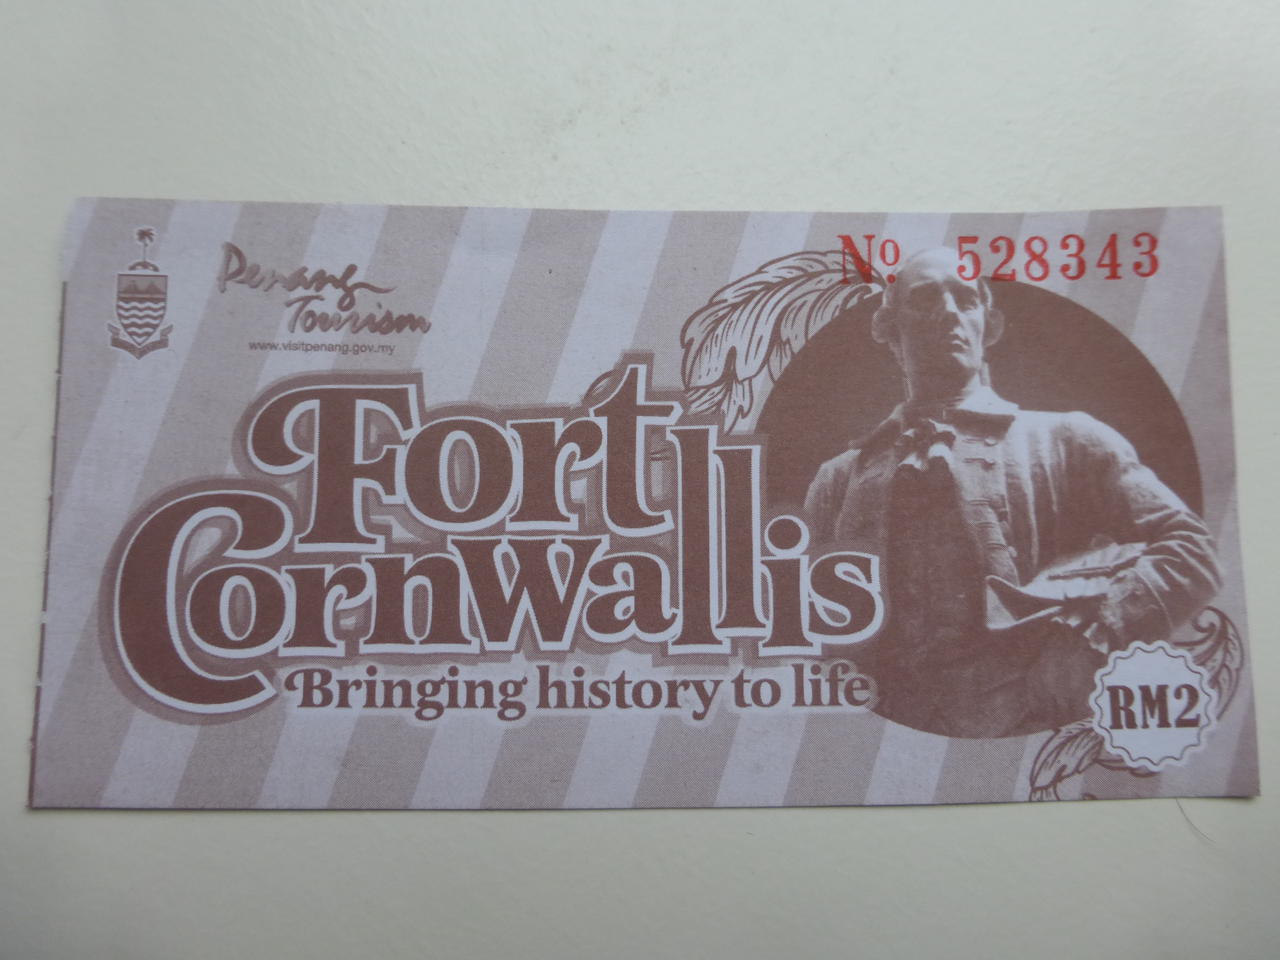 Penang
Tourism
www.visitpenang.gov.my
Nº. 528343
Fort
Cornwallis
Bringing history to life
RM2